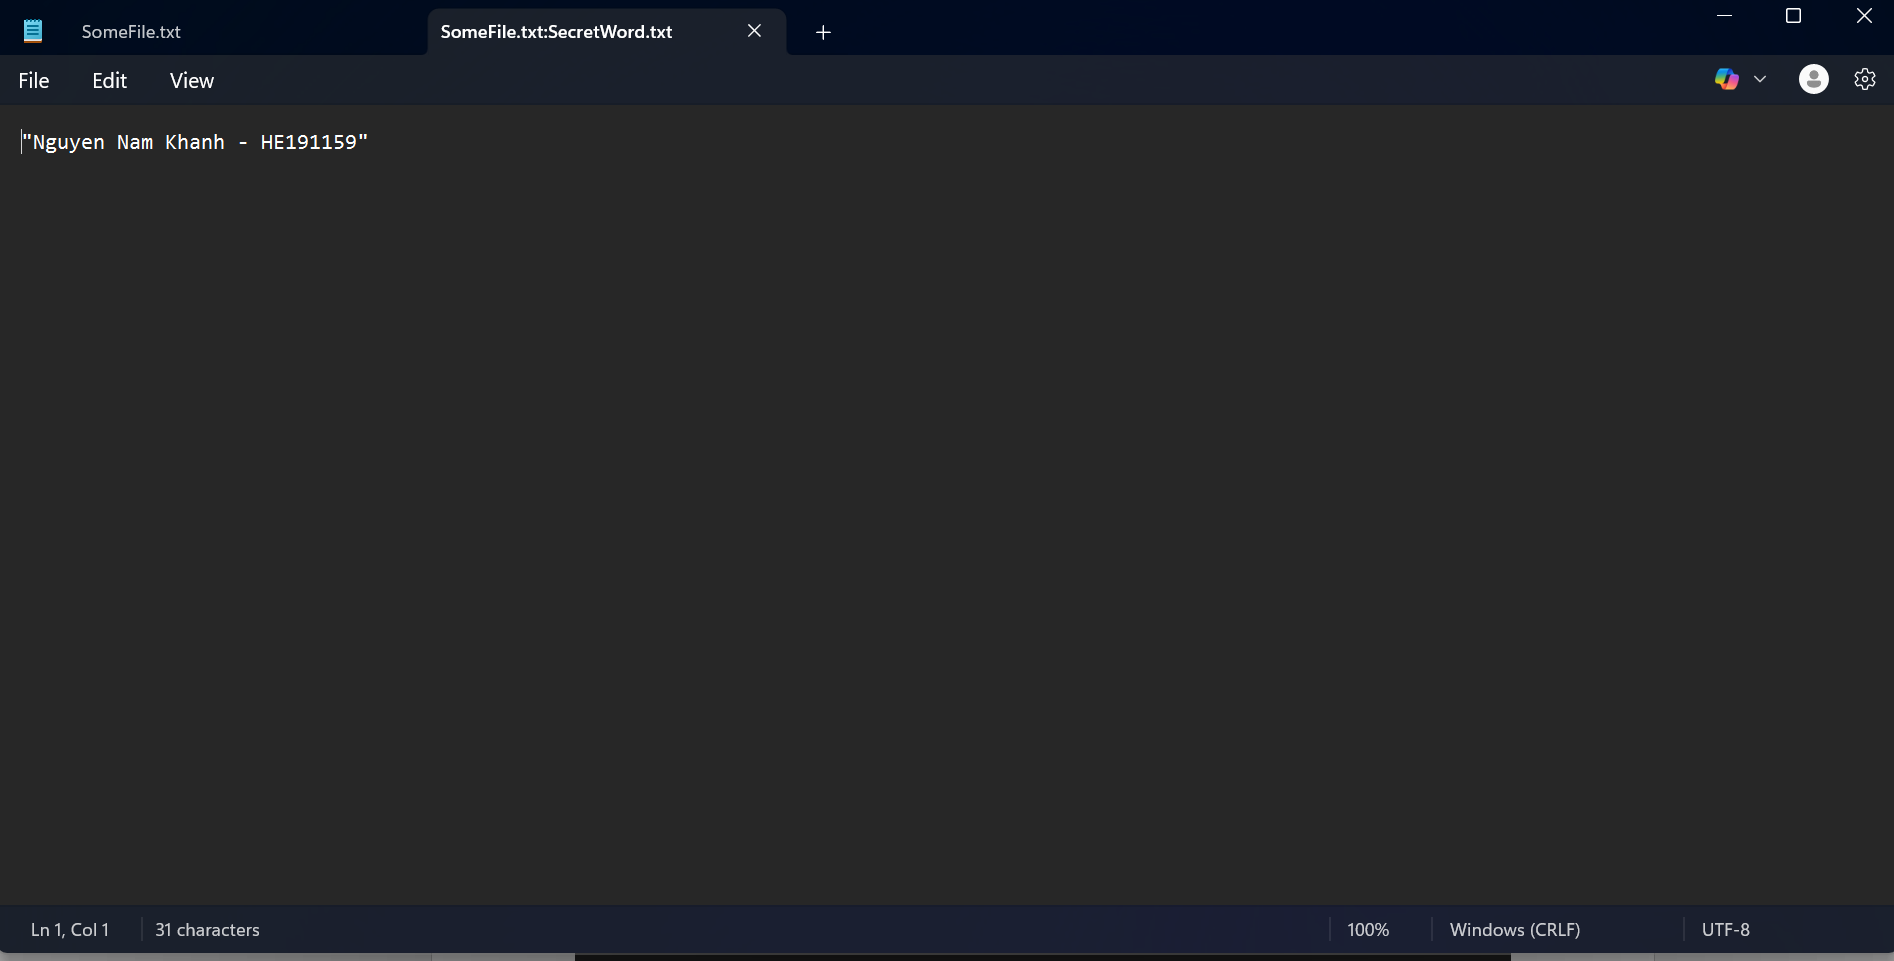 SomeFile.txt
SomeFile.txt:SecretWord.txt
File Edit View
"Nguyen Nam Khanh - HE191159"
Ln 1, Col 1 31 characters 100% Windows (CRLF) UTF-8